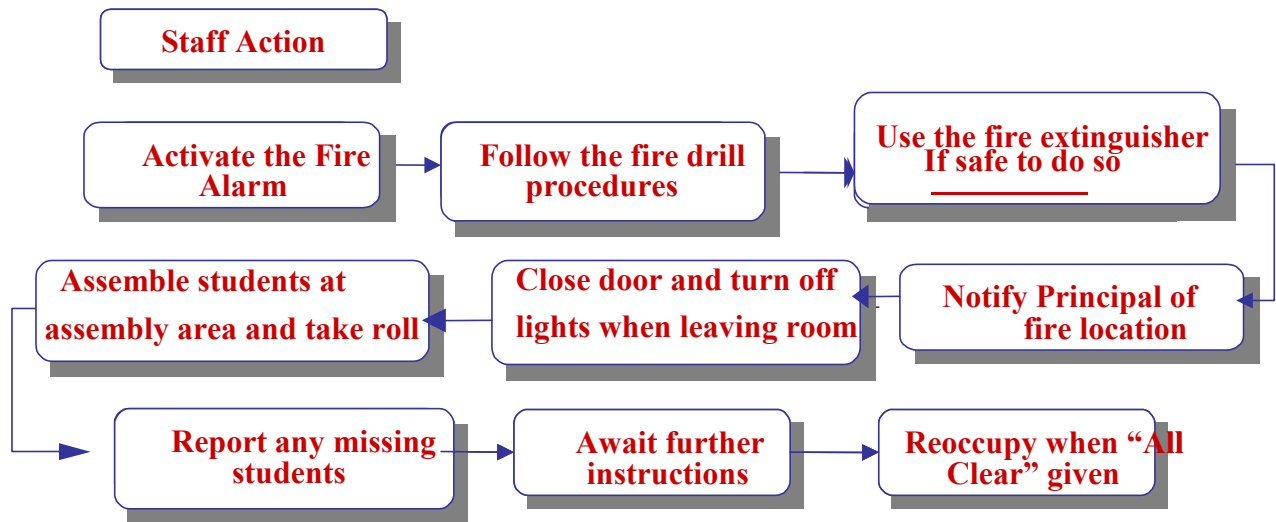 Staff Action
Activate the Fire
Alarm
Follow the fire drill
procedures
Use the fire extinguisher
If safe to do so
Notify Principal of
fire location
Close door and turn off
lights when leaving room
Assemble students at
assembly area and take roll
Report any missing
students
Await further
instructions
Reoccupy when “All
Clear” given